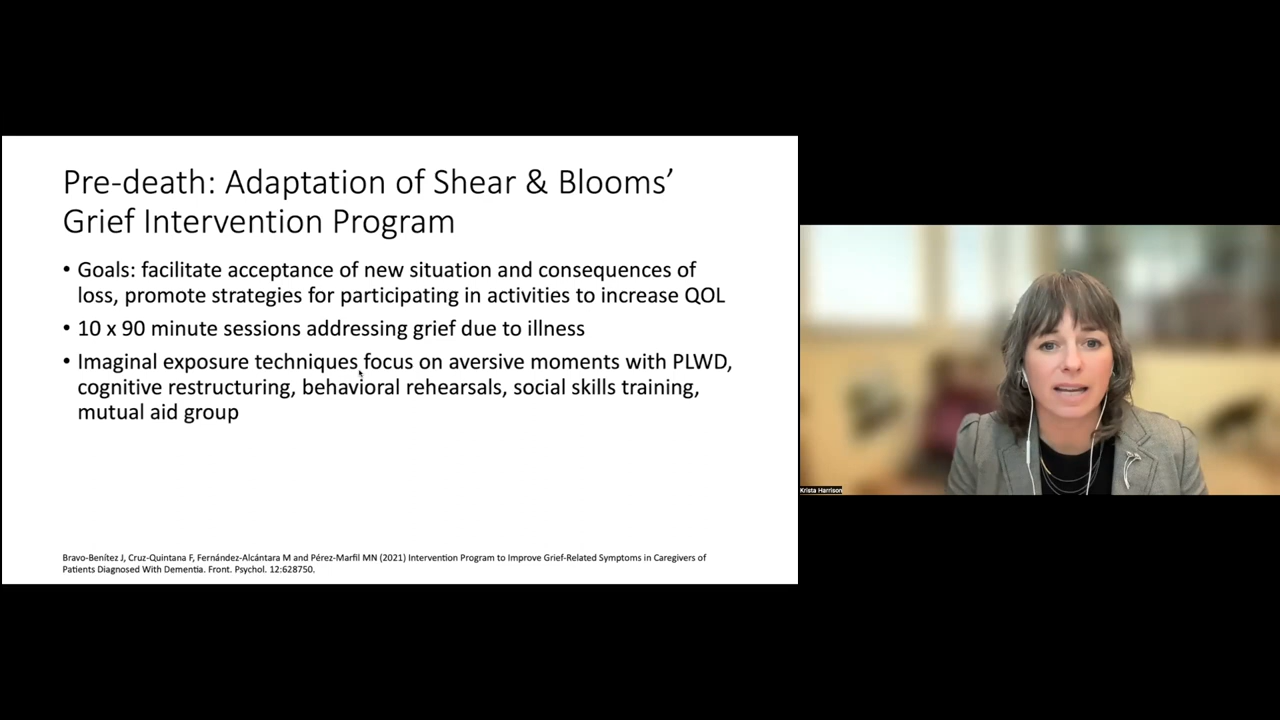 Pre-death: Adaptation of Shear & Blooms’
Grief Intervention Program
• Goals: facilitate acceptance of new situation and consequences of
loss, promote strategies for participating in activities to increase QOL
• 10 x 90 minute sessions addressing grief due to illness
• Imaginal exposure techniques focus on aversive moments with PLWD,
cognitive restructuring, behavioral rehearsals, social skills training,
mutual aid group
Bravo-Benítez J, Cruz-Quintana F, Fernández-Alcántara M and Pérez-Marfil MN (2021) Intervention Program to Improve Grief-Related Symptoms in Caregivers of
Patients Diagnosed With Dementia. Front. Psychol. 12:628750.
Krista Harrison